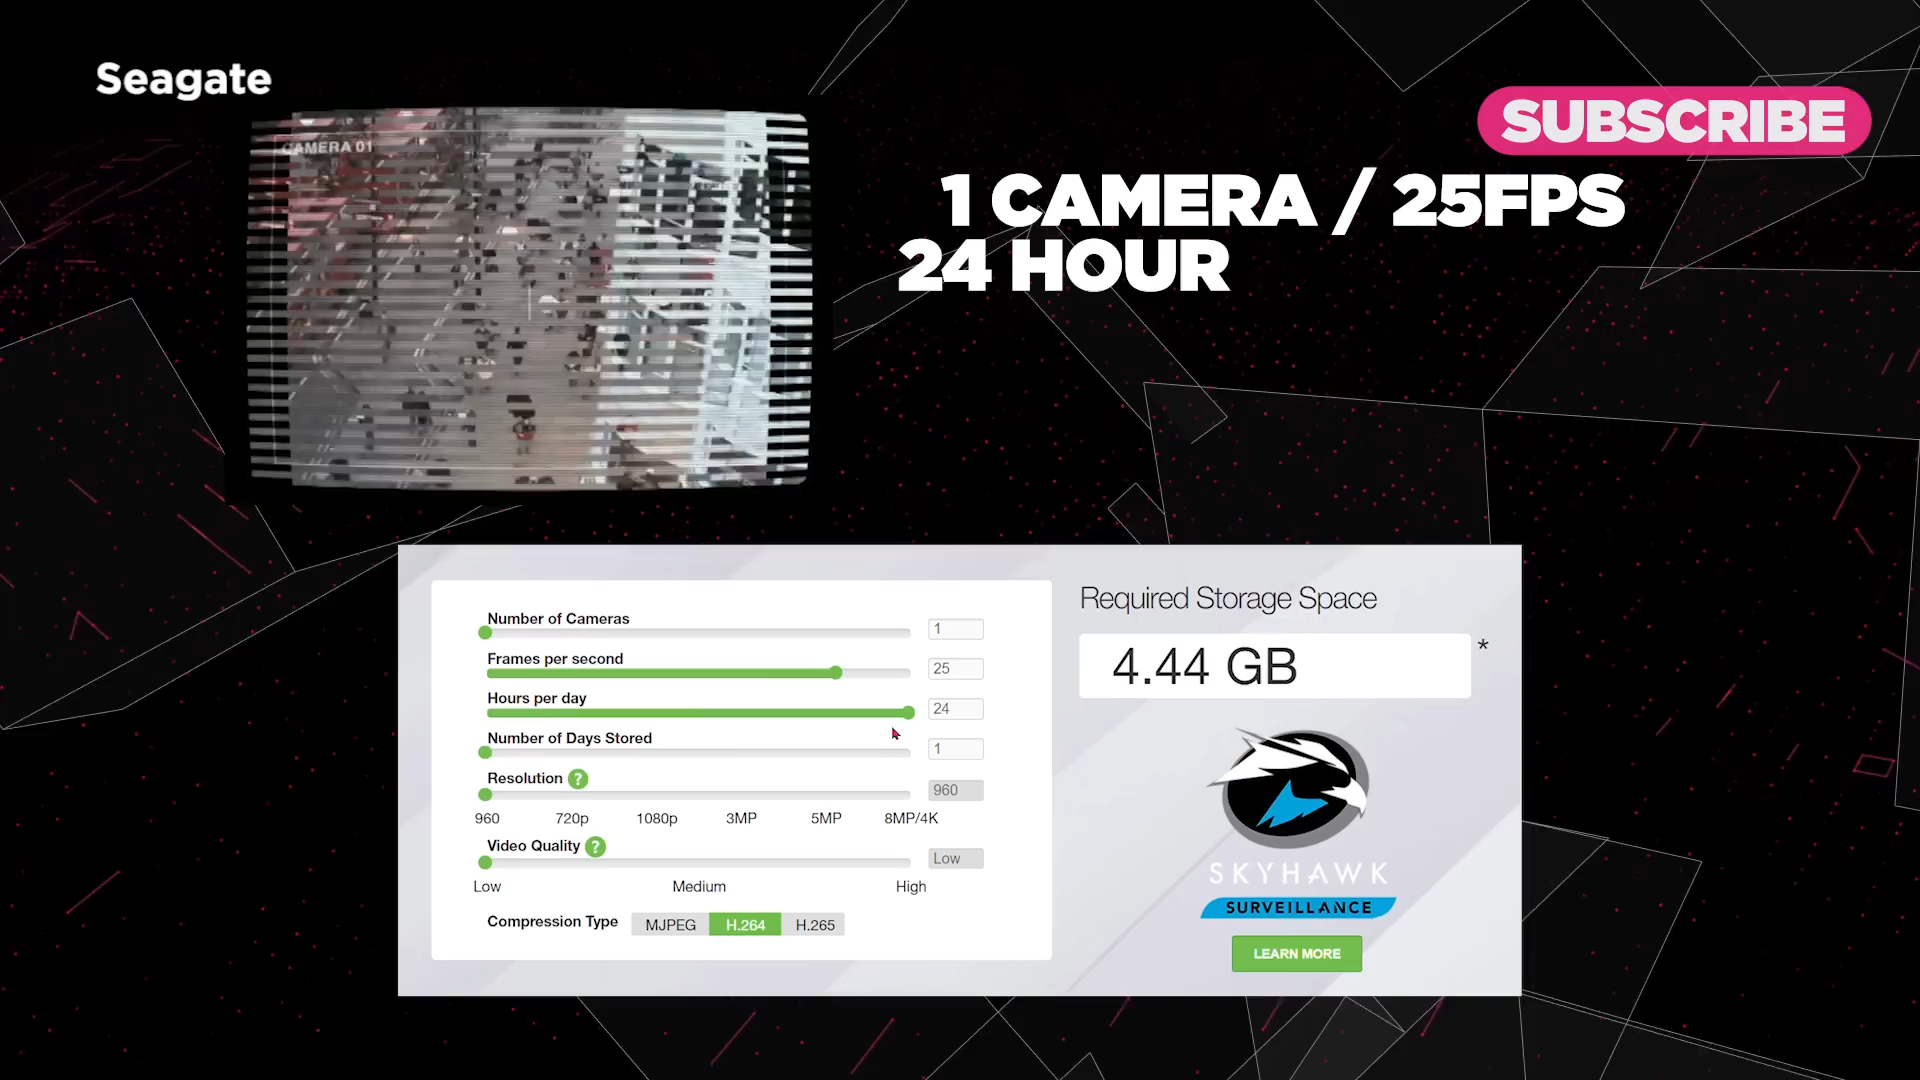 Seagate
SUBSCRIBE
CAMERA 01
1 CAMERA / 25FPS
24 HOUR
Number of Cameras
1
Frames per second
25
Hours per day
24
Number of Days Stored
1
Resolution ?
960
960 720p 1080p 3MP 5MP 8MP/4K
Video Quality ?
Low
Low Medium High
Compression Type MJPEG H.264 H.265
Required Storage Space
4.44 GB *
SKYHAWK
SURVEILLANCE
LEARN MORE